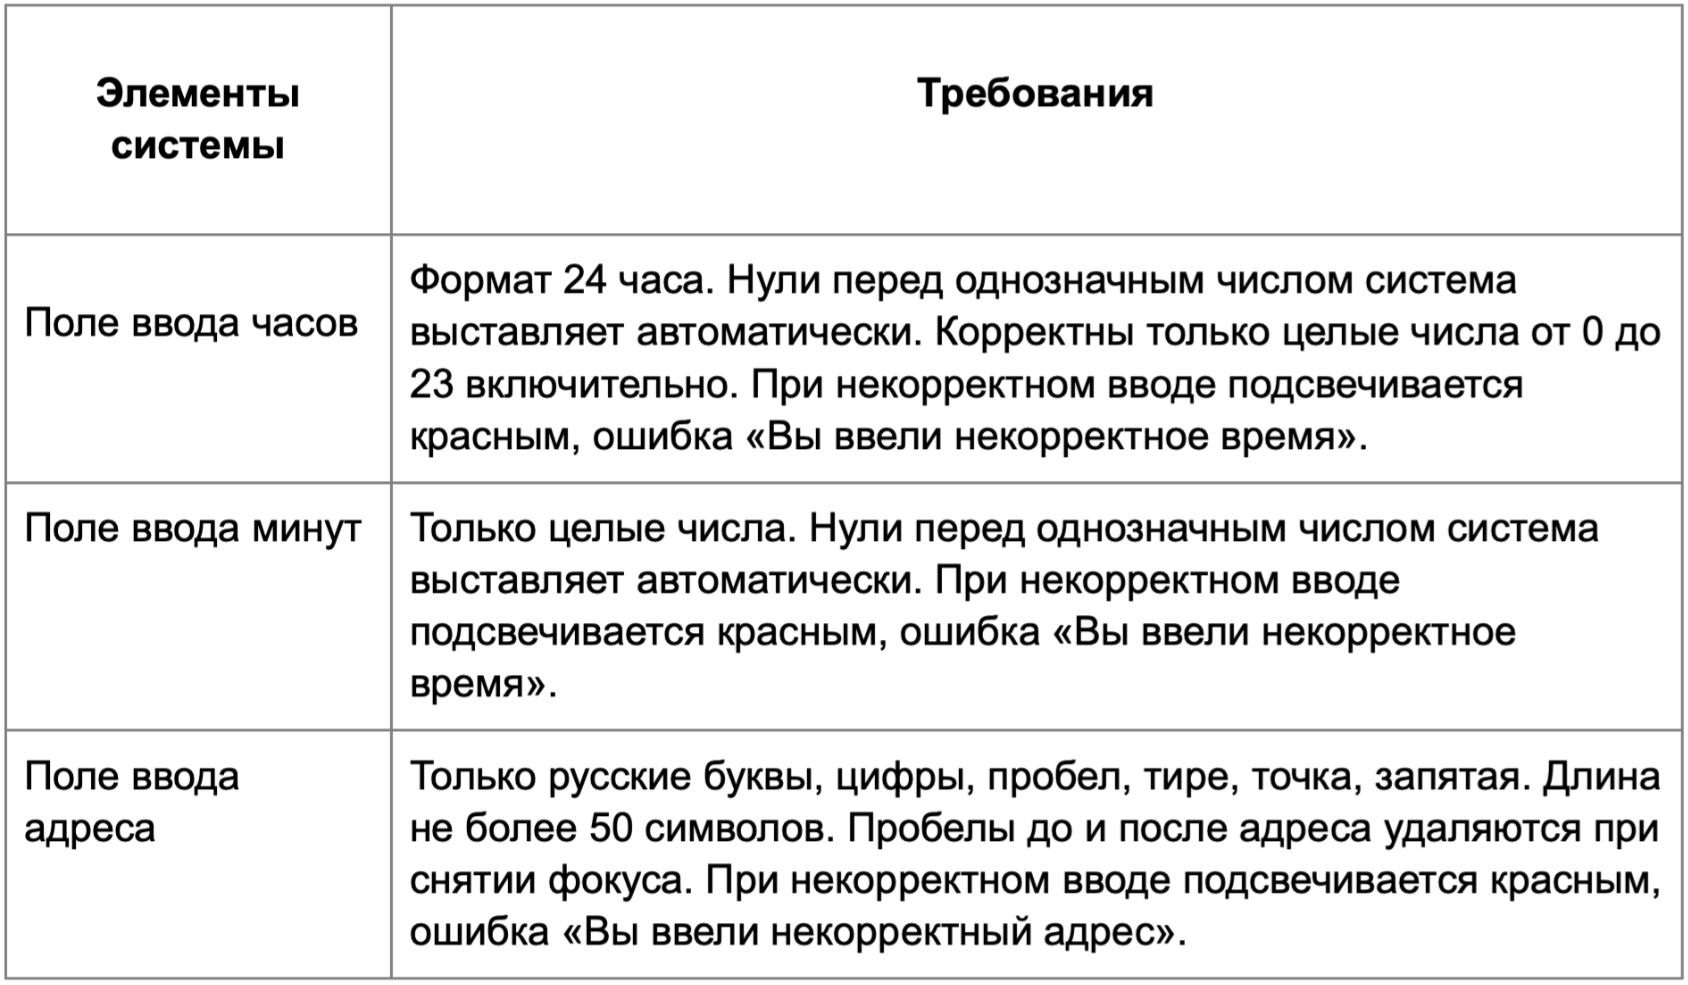 Элементы
системы
Требования
Поле ввода часов
Формат 24 часа. Нули перед однозначным числом система
выставляет автоматически. Корректны только целые числа от 0 до
23 включительно. При некорректном вводе подсвечивается
красным, ошибка «Вы ввели некорректное время».
Поле ввода минут
Только целые числа. Нули перед однозначным числом система
выставляет автоматически. При некорректном вводе
подсвечивается красным, ошибка «Вы ввели некорректное
время».
Поле ввода
адреса
Только русские буквы, цифры, пробел, тире, точка, запятая. Длина
не более 50 символов. Пробелы до и после адреса удаляются при
снятии фокуса. При некорректном вводе подсвечивается красным,
ошибка «Вы ввели некорректный адрес».